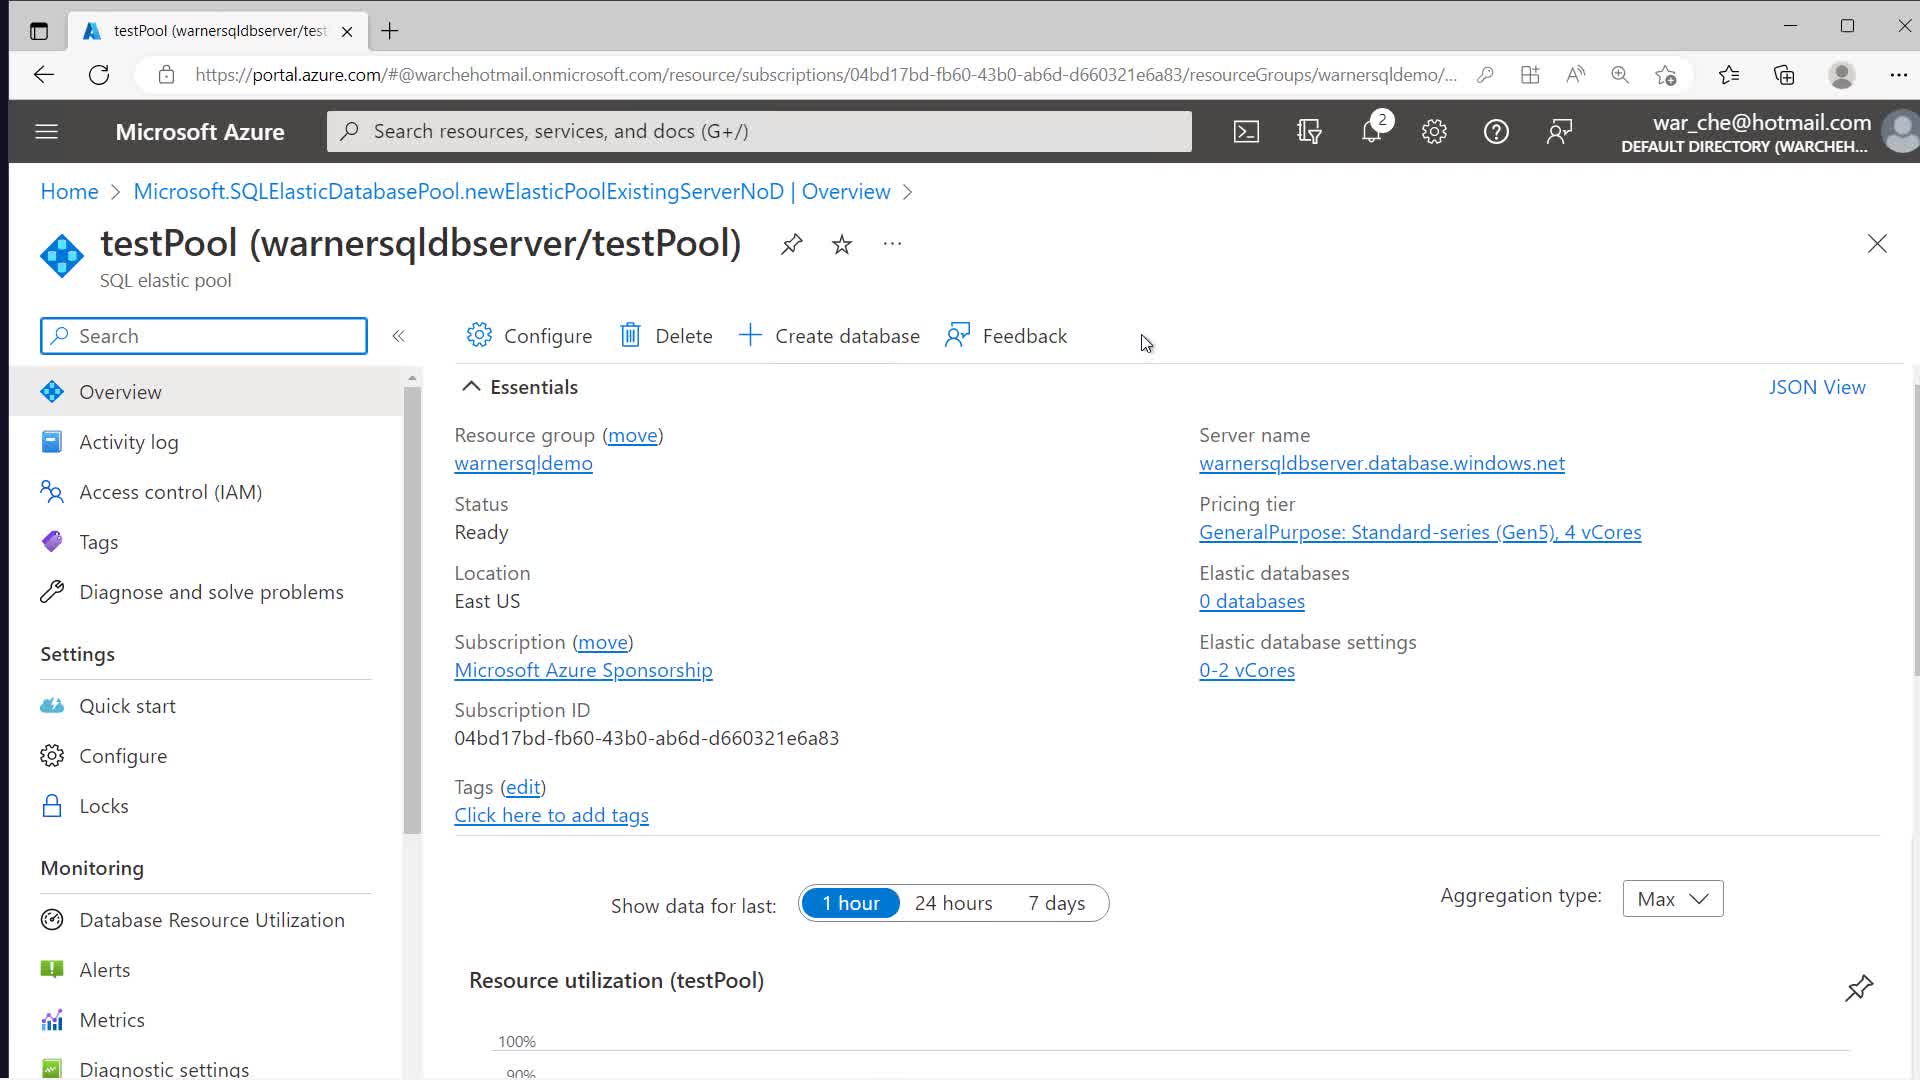 testPool (warnersqldbserver/test
https://portal.azure.com/#@warchehotmail.onmicrosoft.com/resource/subscriptions/04bd17bd-fb60-43b0-ab6d-d660321e6a83/resourceGroups/warnersqldemo/...
Microsoft Azure
Search resources, services, and docs (G+/)
2
war_che@hotmail.com
DEFAULT DIRECTORY (WARCHEH...
Home > Microsoft.SQLElasticDatabasePool.newElasticPoolExistingServerNoD | Overview >
testPool (warnersqldbserver/testPool)
SQL elastic pool
Search
Overview
Activity log
Access control (IAM)
Tags
Diagnose and solve problems
Settings
Quick start
Configure
Locks
Monitoring
Database Resource Utilization
Alerts
Metrics
Diagnostic settings
Configure
Delete
Create database
Feedback
Essentials
JSON View
Resource group (move)
warnersqldemo
Status
Ready
Location
East US
Subscription (move)
Microsoft Azure Sponsorship
Subscription ID
04bd17bd-fb60-43b0-ab6d-d660321e6a83
Tags (edit)
Click here to add tags
Server name
warnersqldbserver.database.windows.net
Pricing tier
GeneralPurpose: Standard-series (Gen5), 4 vCores
Elastic databases
0 databases
Elastic database settings
0-2 vCores
Show data for last:
1 hour
24 hours
7 days
Aggregation type:
Max
Resource utilization (testPool)
100%
90%